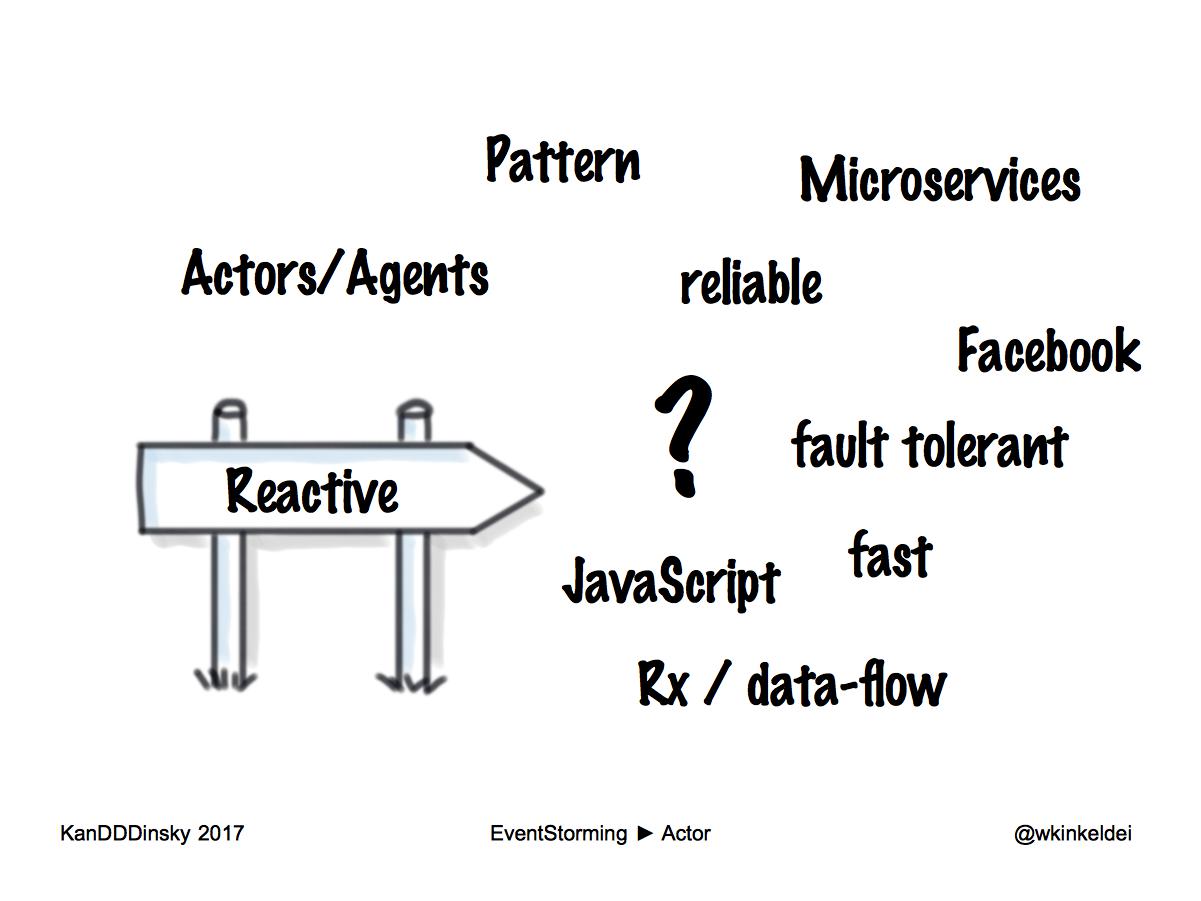 Pattern
Microservices
Actors/Agents
reliable
Facebook
?
fault tolerant
Reactive
fast
JavaScript
Rx / data-flow
KanDDDinsky 2017
EventStorming ► Actor
@wkinkeldei